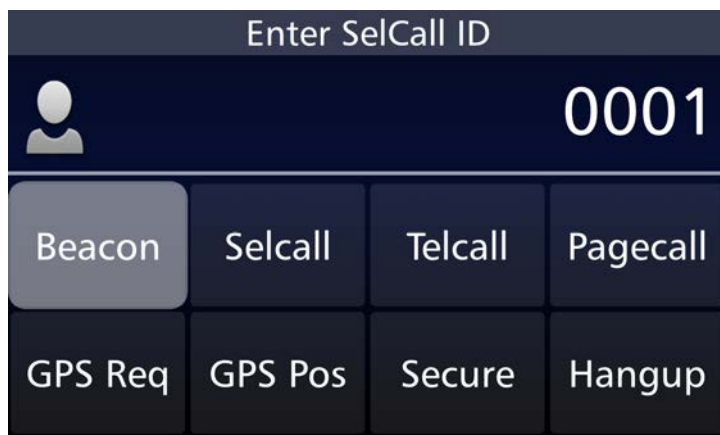 Enter SelCall ID
0001
Beacon Selcall Telcall Pagecall
GPS Req GPS Pos Secure Hangup